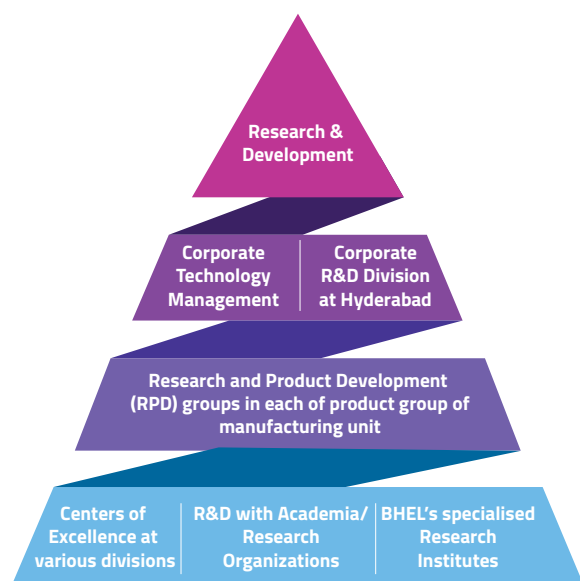 Research &
Development
Corporate
Technology
Management
Corporate
R&D Division
at Hyderabad
Research and Product Development
(RPD) groups in each of product group of
manufacturing unit
Centers of
Excellence at
various divisions
R&D with Academia/
Research
Organizations
BHEL's specialised
Research
Institutes